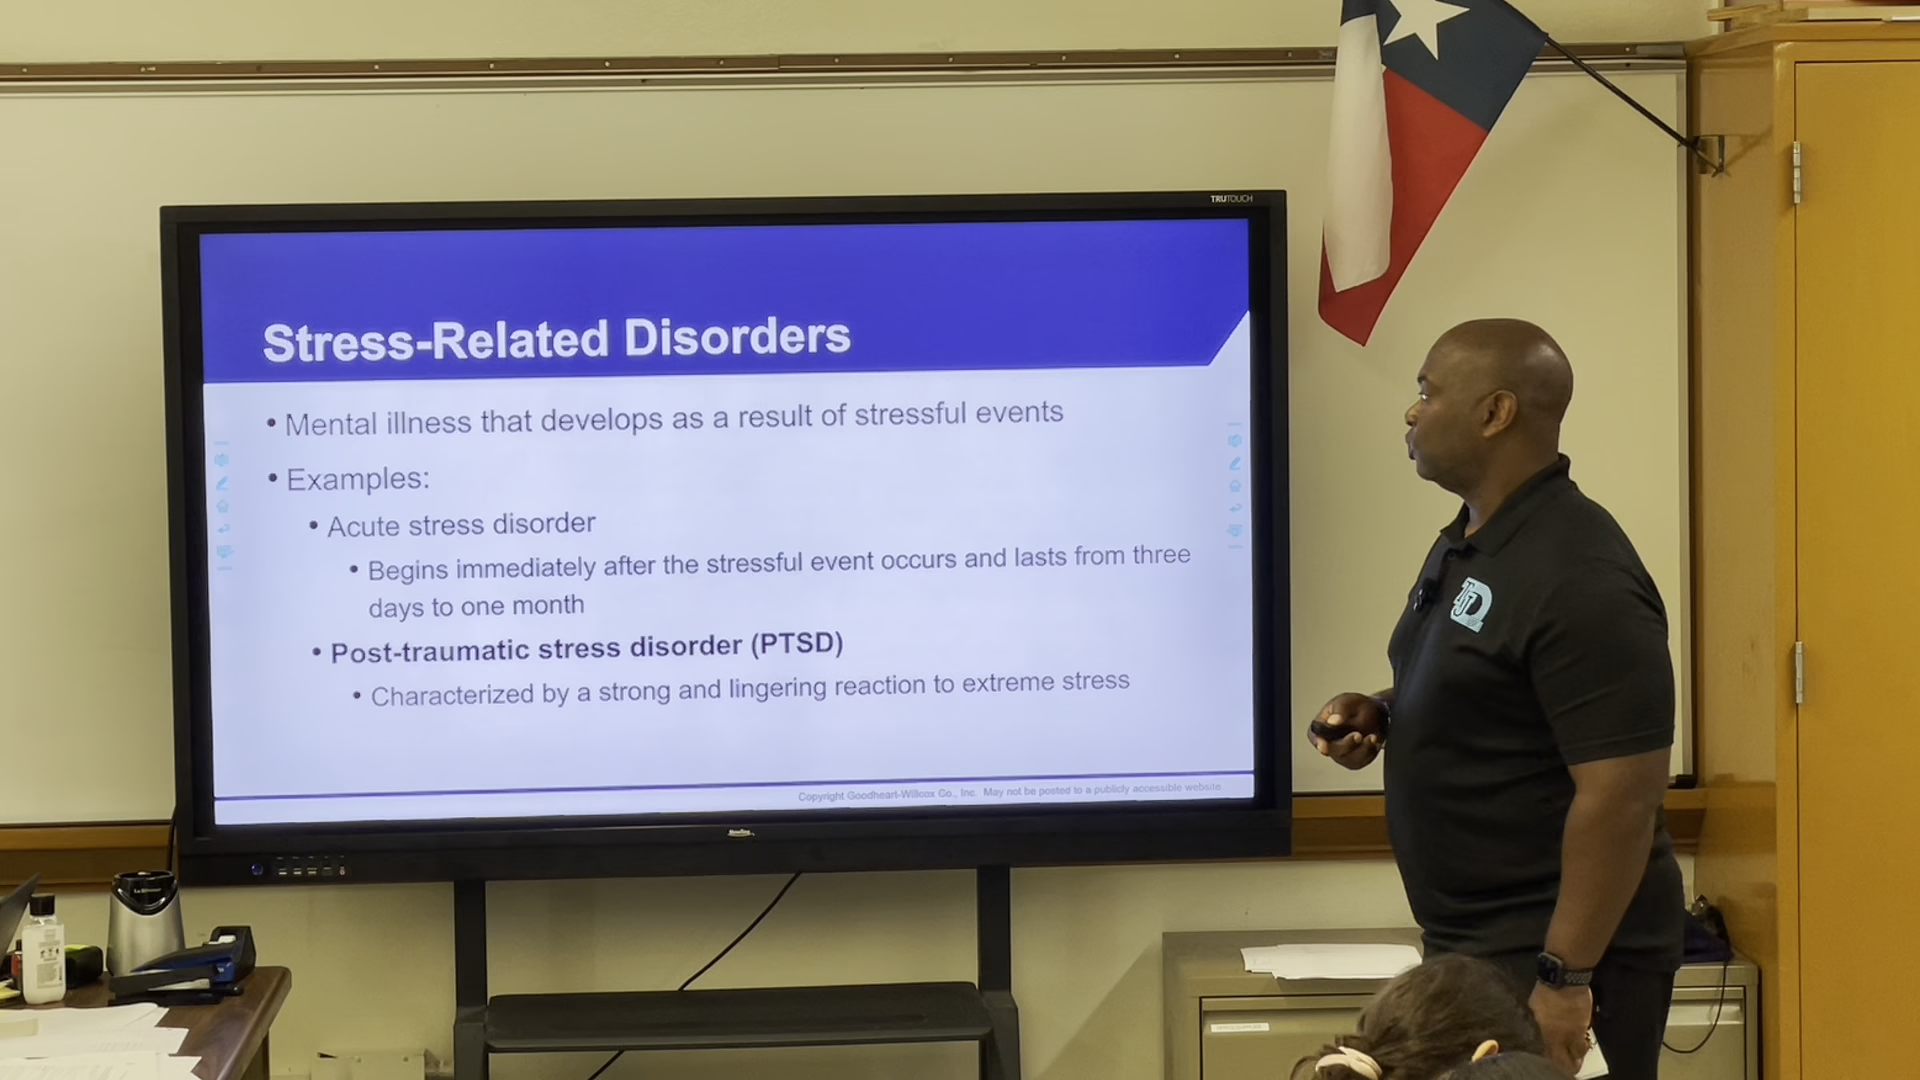 TRUTOUCH
Stress-Related Disorders
• Mental illness that develops as a result of stressful events
• Examples:
• Acute stress disorder
• Begins immediately after the stressful event occurs and lasts from three
days to one month
• Post-traumatic stress disorder (PTSD)
• Characterized by a strong and lingering reaction to extreme stress
Copyright Goodheart-Willcox Co., Inc. May not be posted to a publicly accessible website.